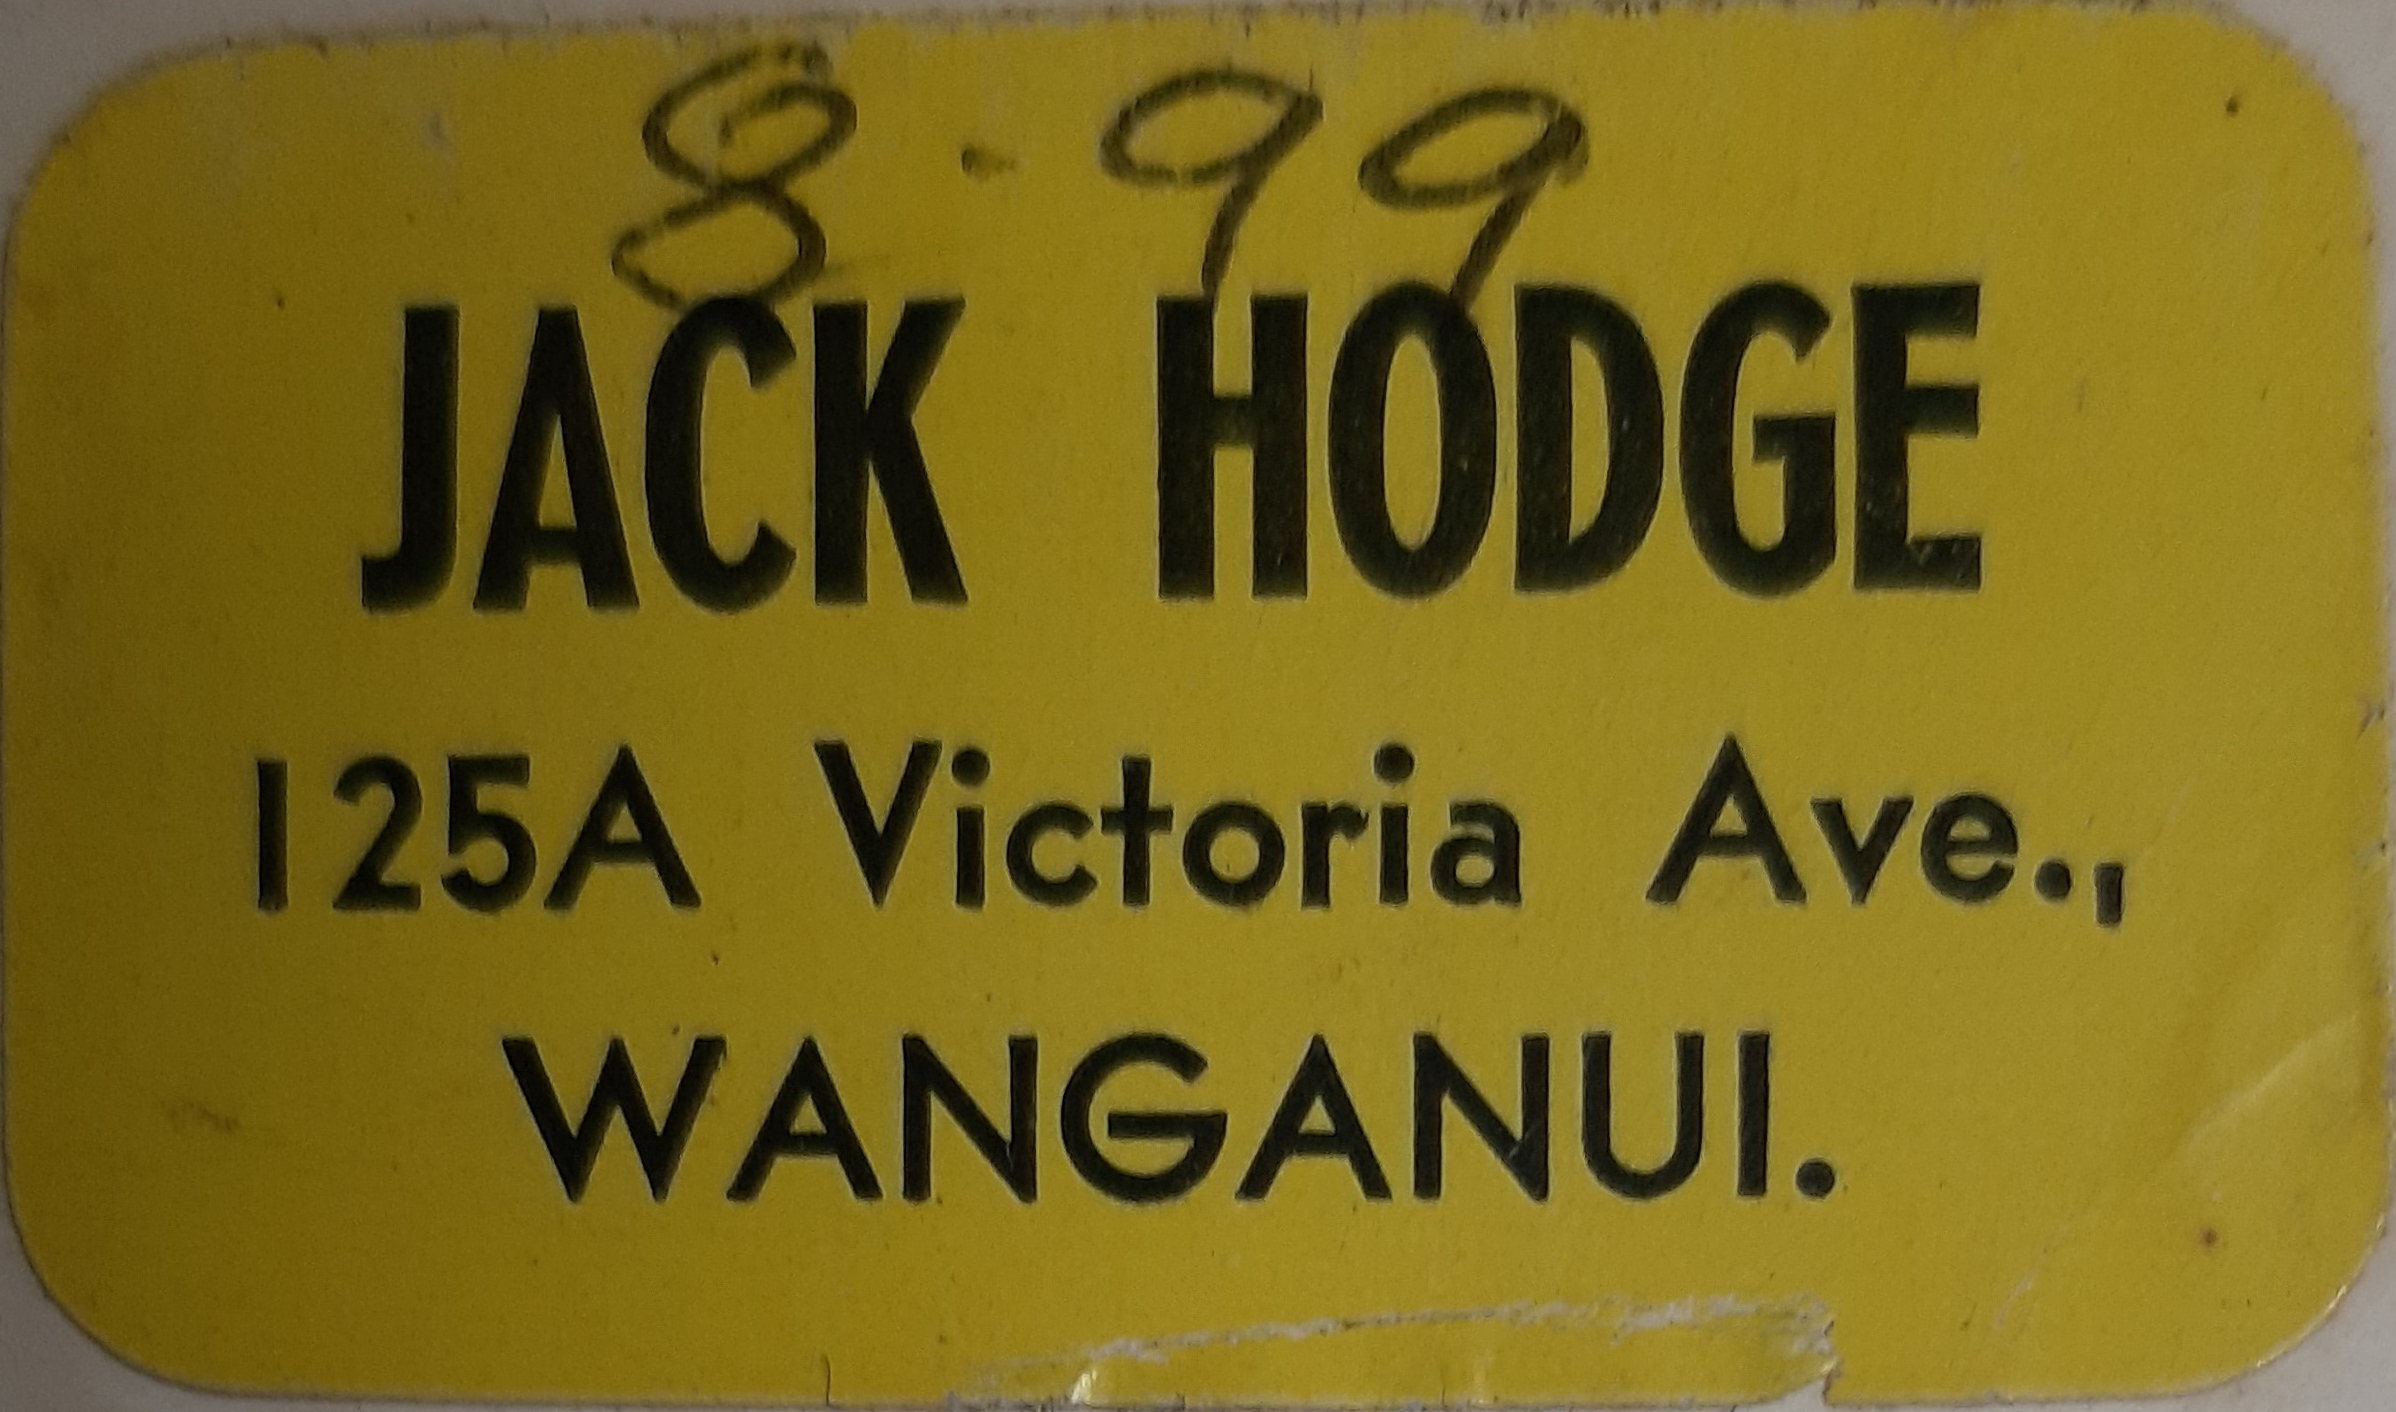 8.99
JACK HODGE
125A Victoria Ave.,
WANGANUI.